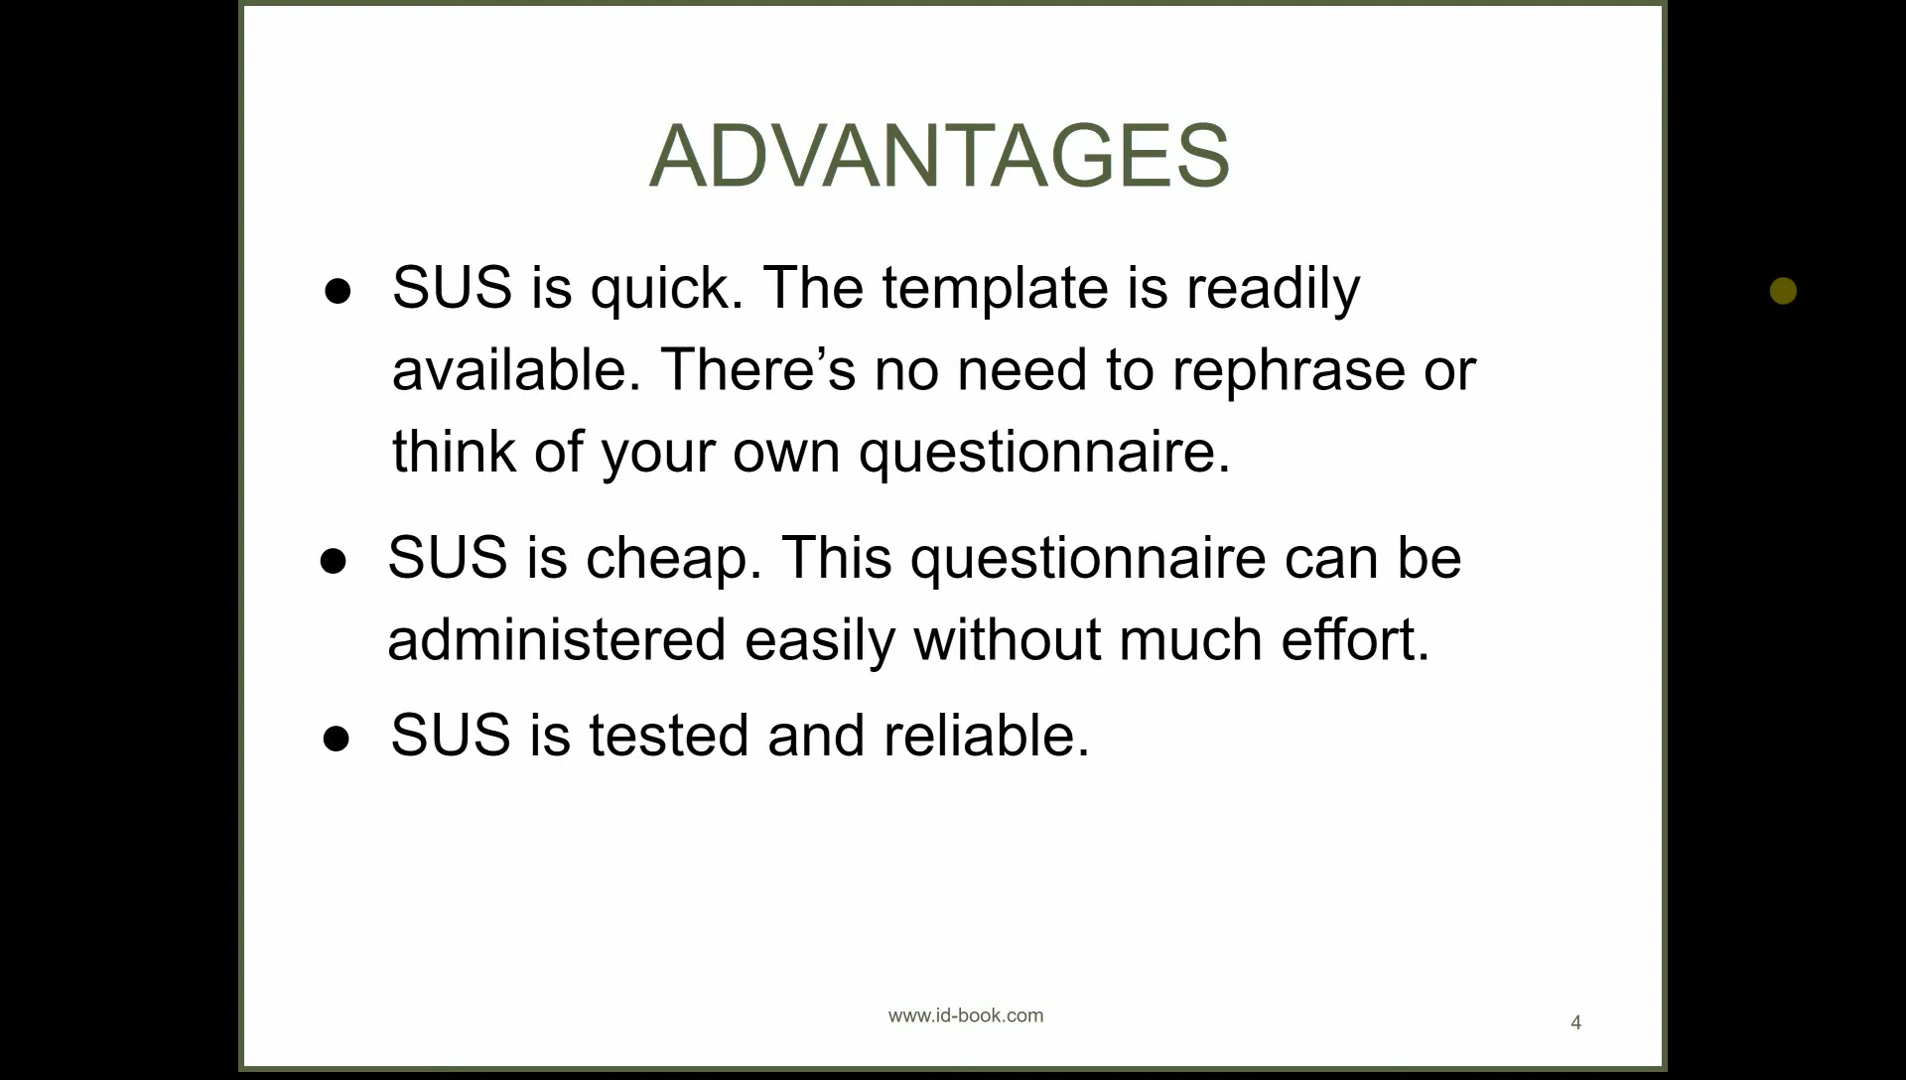 ADVANTAGES
● SUS is quick. The template is readily
available. There’s no need to rephrase or
think of your own questionnaire.
● SUS is cheap. This questionnaire can be
administered easily without much effort.
● SUS is tested and reliable.
www.id-book.com
4